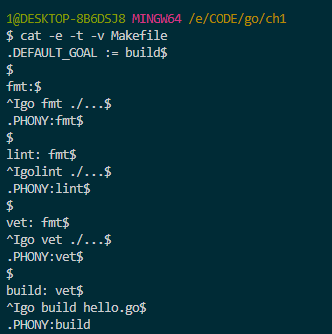 1@DESKTOP-8B6DSJ8 MINGW64 /e/CODE/go/ch1
$ cat -e -t -v Makefile
.DEFAULT_GOAL := build$
$
fmt:$
^Igo fmt ./...$
.PHONY:fmt$
$
lint: fmt$
^Igolint ./...$
.PHONY:lint$
$
vet: fmt$
^Igo vet ./...$
.PHONY:vet$
$
build: vet$
^Igo build hello.go$
.PHONY:build